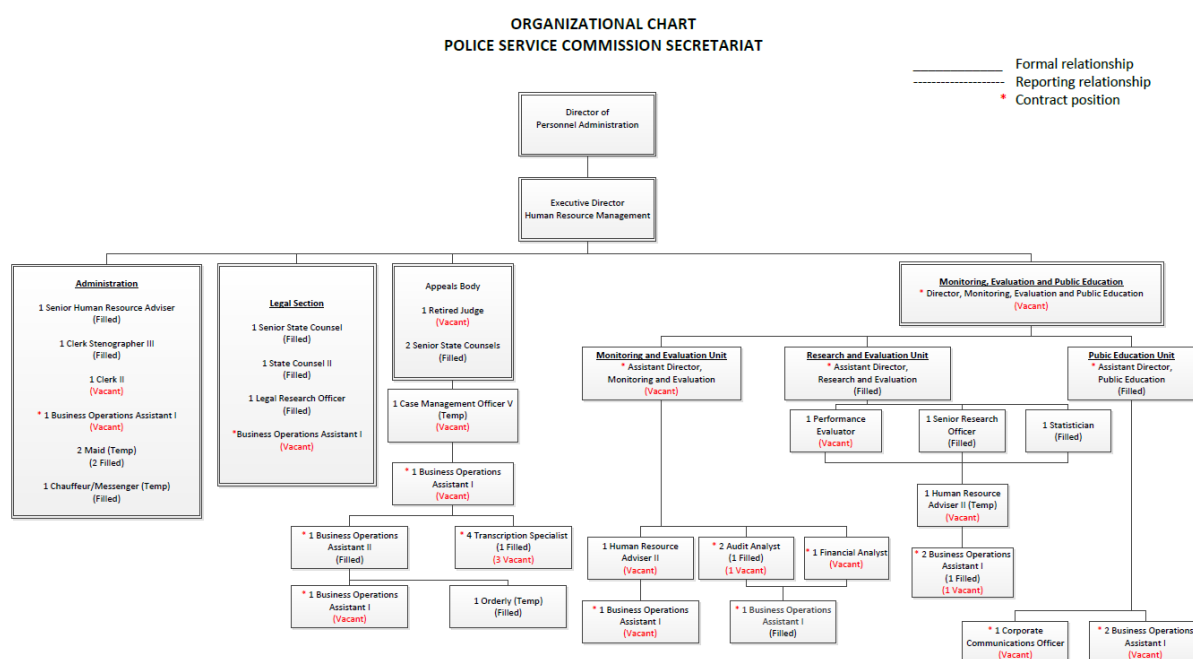 ORGANIZATIONAL CHART
POLICE SERVICE COMMISSION SECRETARIAT
Formal relationship
Reporting relationship
* Contract position
Director of
Personnel Administration
Executive Director
Human Resource Management
Administration
1 Senior Human Resource Adviser
(Filled)
1 Clerk Stenographer III
(Filled)
1 Clerk II
(Vacant)
* 1 Business Operations Assistant I
(Vacant)
2 Maid (Temp)
(2 Filled)
1 Chauffeur/Messenger (Temp)
(Filled)
Legal Section
1 Senior State Counsel
(Filled)
1 State Counsel II
(Filled)
1 Legal Research Officer
(Filled)
*Business Operations Assistant I
(Vacant)
Appeals Body
1 Retired Judge
(Vacant)
2 Senior State Counsels
(Filled)
1 Case Management Officer V
(Temp)
(Vacant)
* 1 Business Operations
Assistant I
(Vacant)
* 1 Business Operations
Assistant II
(Filled)
* 4 Transcription Specialist
(1 Filled)
(3 Vacant)
* 1 Business Operations
Assistant I
(Vacant)
1 Orderly (Temp)
(Filled)
Monitoring, Evaluation and Public Education
* Director, Monitoring, Evaluation and Public Education
(Vacant)
Monitoring and Evaluation Unit
* Assistant Director,
Monitoring and Evaluation
(Vacant)
1 Human Resource
Adviser II
(Vacant)
* 2 Audit Analyst
(1 Filled)
(1 Vacant)
* 1 Financial Analyst
(Vacant)
* 1 Business Operations
Assistant I
(Vacant)
* 1 Business Operations
Assistant I
(Filled)
Research and Evaluation Unit
* Assistant Director,
Research and Evaluation
(Filled)
1 Performance
Evaluator
(Vacant)
1 Senior Research
Officer
(Filled)
1 Statistician
(Filled)
1 Human Resource
Adviser II (Temp)
(Vacant)
* 2 Business Operations
Assistant I
(1 Filled)
(1 Vacant)
Pubic Education Unit
* Assistant Director,
Public Education
(Filled)
* 1 Corporate
Communications Officer
(Vacant)
* 2 Business Operations
Assistant I
(Vacant)